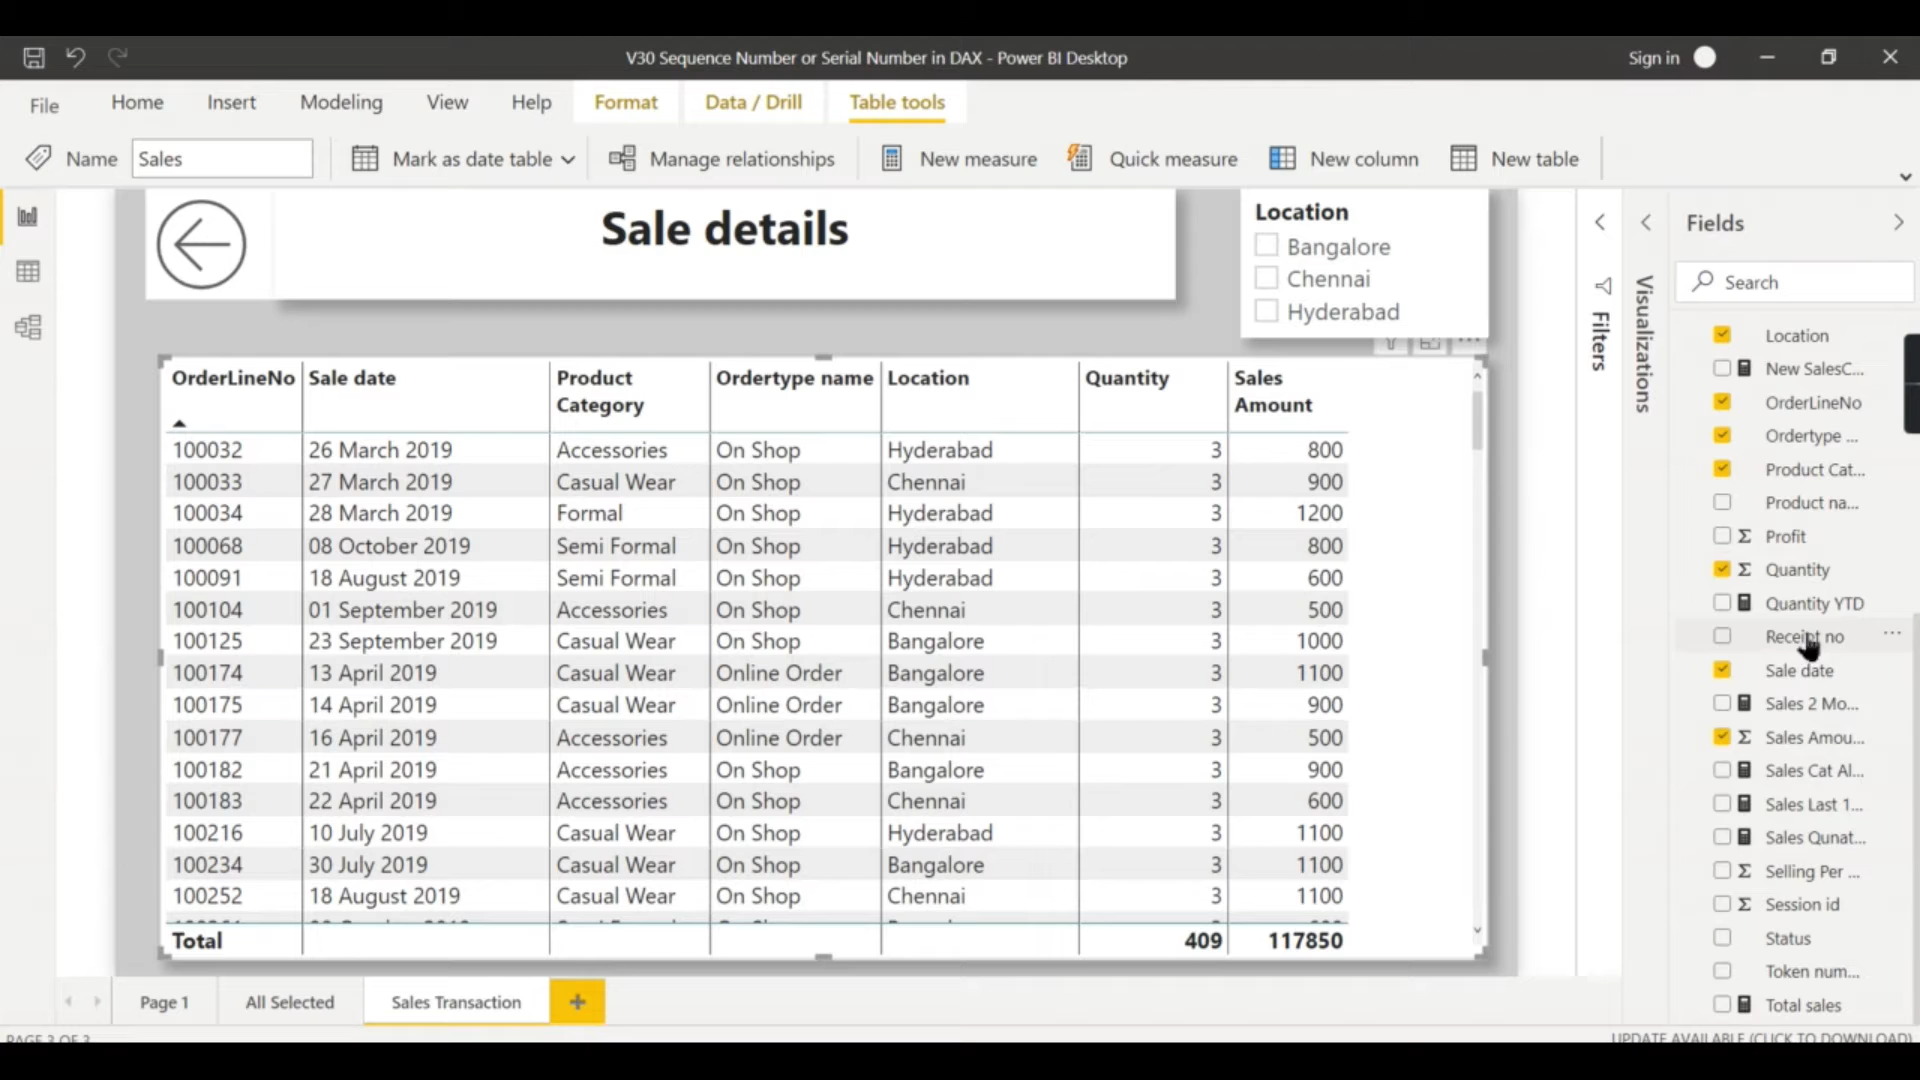 V30 Sequence Number or Serial Number in DAX - Power BI Desktop
Sign in
File Home Insert Modeling View Help Format Data / Drill Table tools
Name Sales Mark as date table Manage relationships New measure Quick measure New column New table
Sale details
Location
Bangalore
Chennai
Hyderabad
Filters
Visualizations
Fields
Search
Location
New SalesC...
OrderLineNo
Ordertype ...
Product Cat...
Product na...
Profit
Quantity
Quantity YTD
Receipt no
Sale date
Sales 2 Mo...
Sales Amou...
Sales Cat Al...
Sales Last 1...
Sales Qunat...
Selling Per ...
Session id
Status
Token num...
Total sales
OrderLineNo Sale date Product Category Ordertype name Location Quantity Sales Amount
100032 26 March 2019 Accessories On Shop Hyderabad 3 800
100033 27 March 2019 Casual Wear On Shop Chennai 3 900
100034 28 March 2019 Formal On Shop Hyderabad 3 1200
100068 08 October 2019 Semi Formal On Shop Hyderabad 3 800
100091 18 August 2019 Semi Formal On Shop Hyderabad 3 600
100104 01 September 2019 Accessories On Shop Chennai 3 500
100125 23 September 2019 Casual Wear On Shop Bangalore 3 1000
100174 13 April 2019 Casual Wear Online Order Bangalore 3 1100
100175 14 April 2019 Casual Wear Online Order Bangalore 3 900
100177 16 April 2019 Accessories Online Order Chennai 3 500
100182 21 April 2019 Accessories On Shop Bangalore 3 900
100183 22 April 2019 Accessories On Shop Chennai 3 600
100216 10 July 2019 Casual Wear On Shop Hyderabad 3 1100
100234 30 July 2019 Casual Wear On Shop Bangalore 3 1100
100252 18 August 2019 Casual Wear On Shop Chennai 3 1100
Total 409 117850
Page 1 All Selected Sales Transaction
PAGE 3 OF 3
UPDATE AVAILABLE (CLICK TO DOWNLOAD)